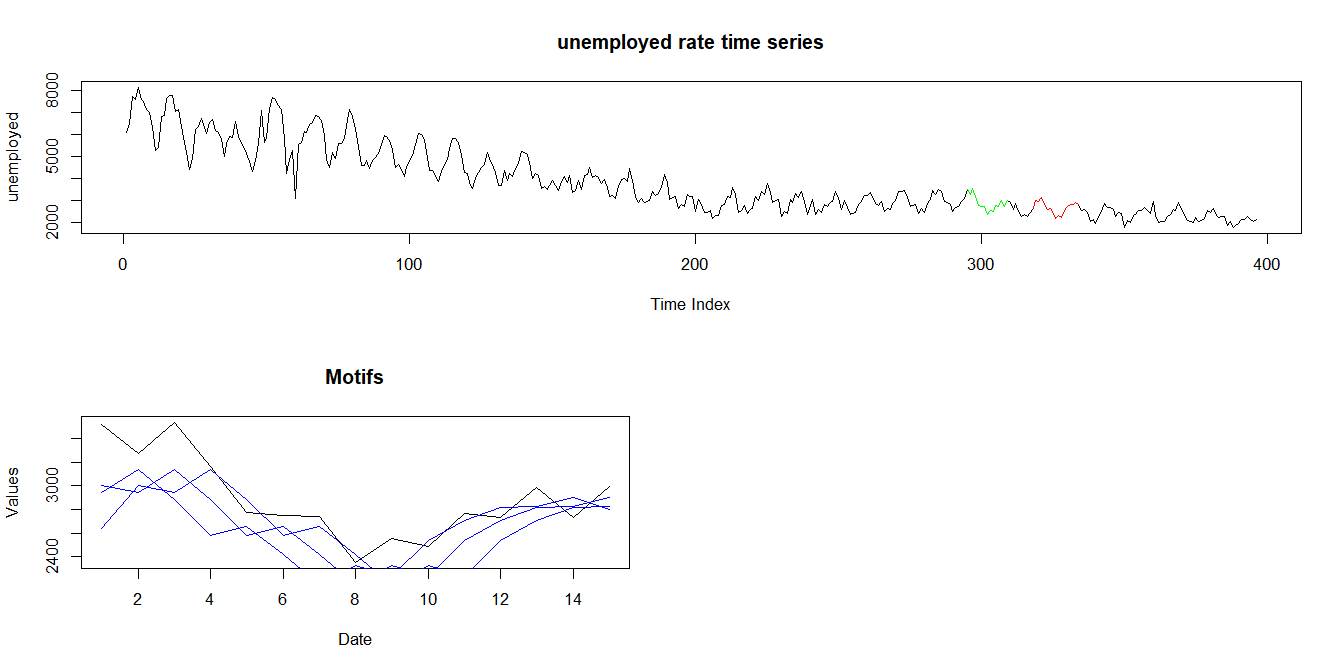 unemployed rate time series
unemployed
8000
5000
2000
0 100 200 300 400
Time Index
Motifs
Values
3000
2400
2 4 6 8 10 12 14
Date